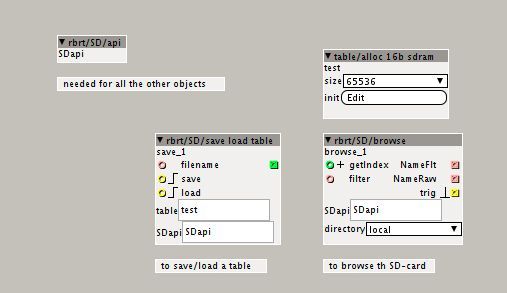 rbrt/SD/api
SDapi
needed for all the other objects
table/alloc 16b sdram
test
size 65536
init Edit
rbrt/SD/save load table
save_1
filename
save
load
table test
SDapi SDapi
to save/load a table
rbrt/SD/browse
browse_1
getIndex NameFlt
filter NameRaw
trig
SDapi SDapi
directory local
to browse th SD-card